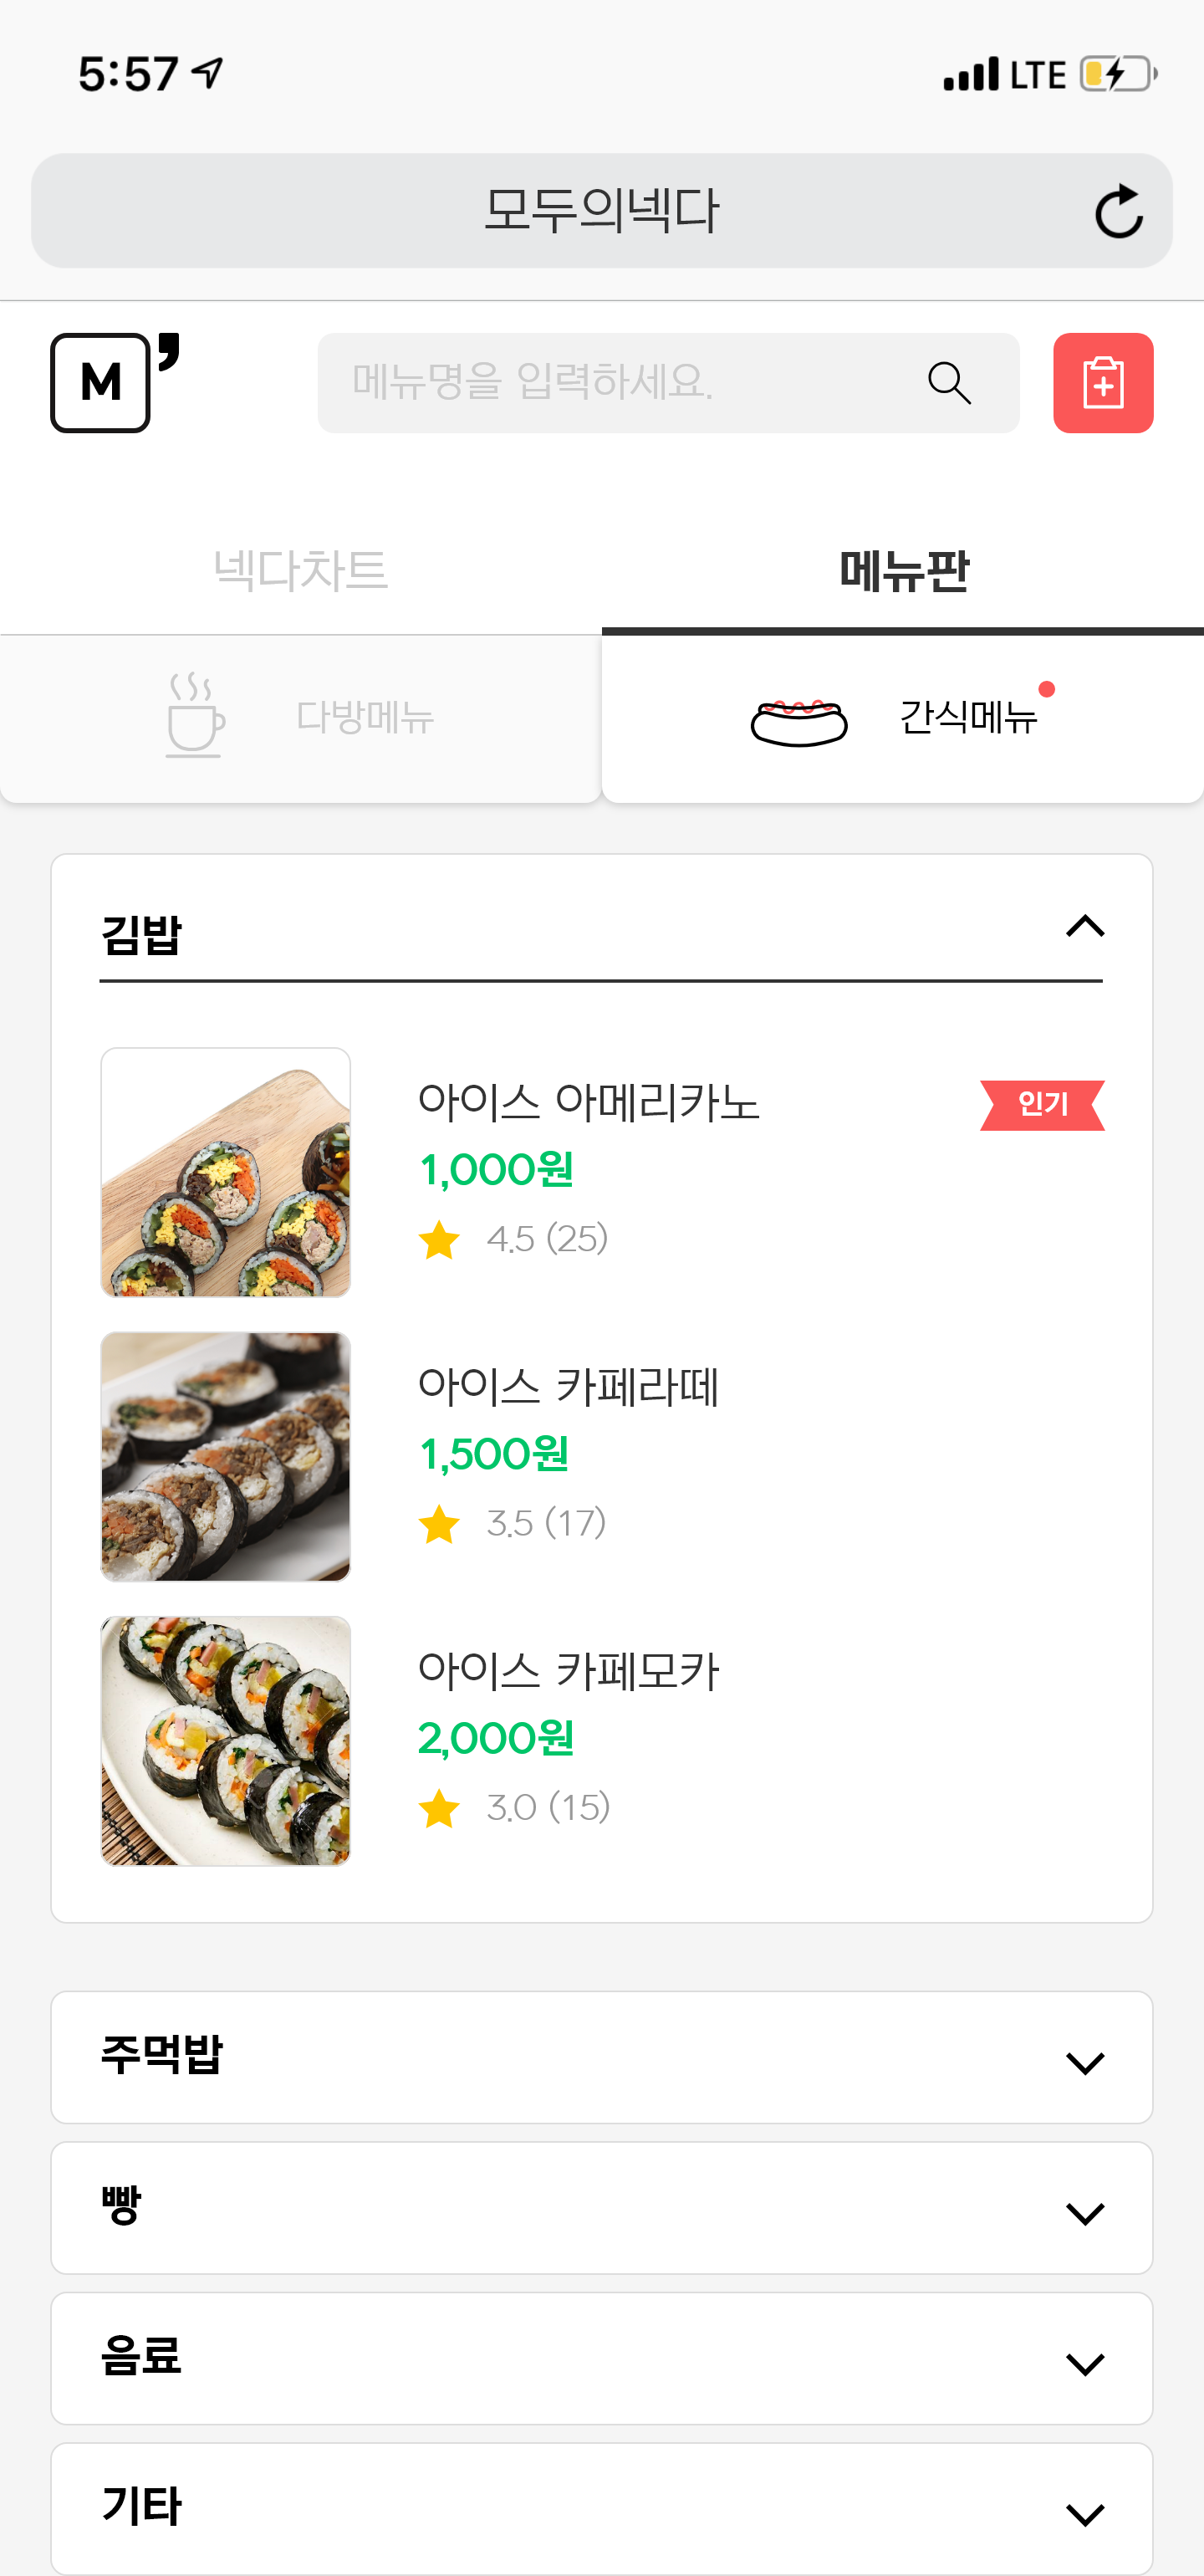 5:57 LTE
모두의넥다
M’ 메뉴명을 입력하세요.
넥다차트 메뉴판
다방메뉴 간식메뉴
김밥
아이스 아메리카노 인기
1,000원
4.5 (25)
아이스 카페라떼
1,500원
3.5 (17)
아이스 카페모카
2,000원
3.0 (15)
주먹밥
빵
음료
기타